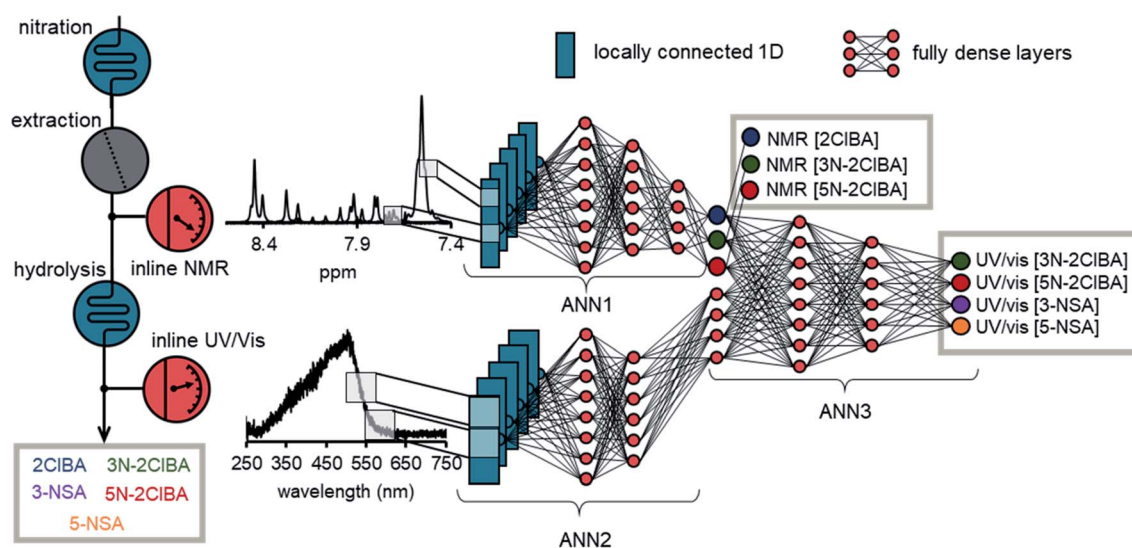 nitration
extraction
inline NMR
hydrolysis
inline UV/Vis
2ClBA 3N-2ClBA
3-NSA 5N-2ClBA
5-NSA
locally connected 1D
fully dense layers
8.4 7.9 7.4
ppm
250 350 450 550 650 750
wavelength (nm)
ANN1
ANN2
NMR [2ClBA]
NMR [3N-2ClBA]
NMR [5N-2ClBA]
ANN3
UV/vis [3N-2ClBA]
UV/vis [5N-2ClBA]
UV/vis [3-NSA]
UV/vis [5-NSA]